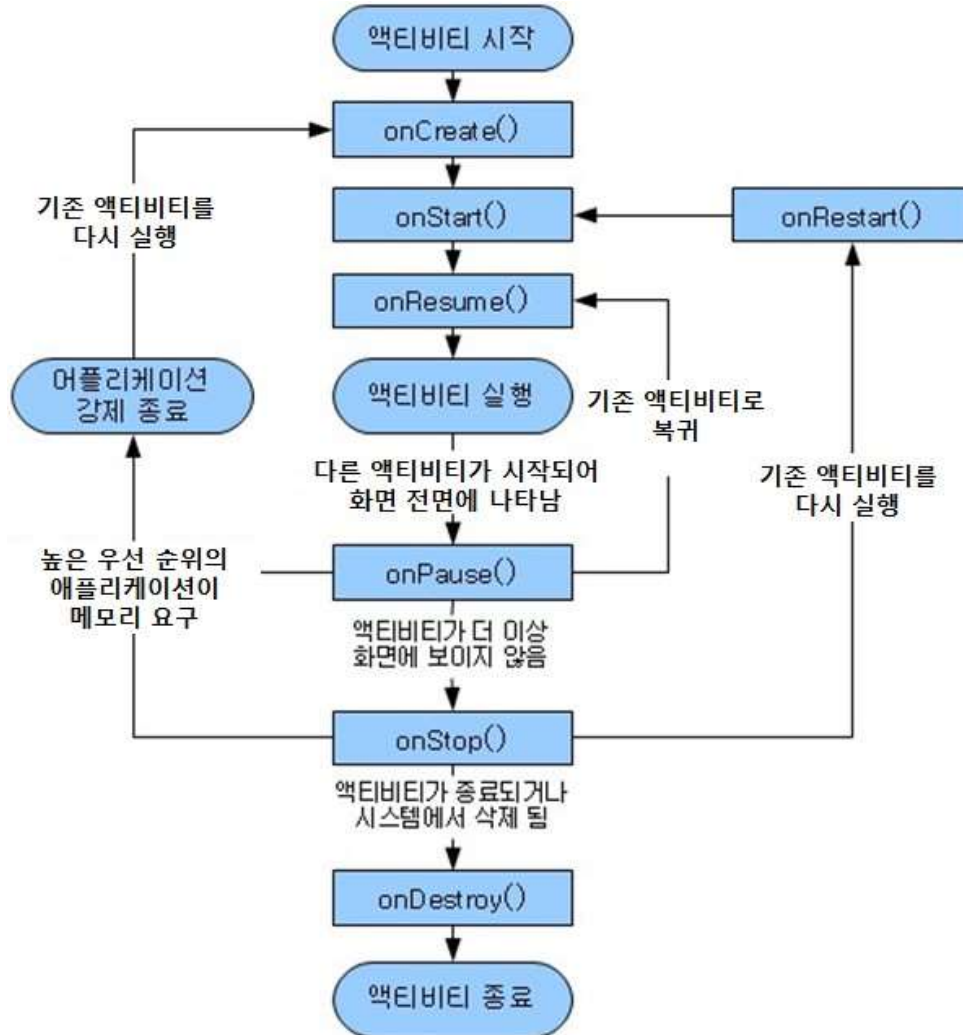 액티비티 시작
onCreate()
기존 액티비티를
다시 실행
onStart()
onRestart()
onResume()
어플리케이션
강제 종료
액티비티 실행
기존 액티비티로
복귀
다른 액티비티가 시작되어
화면 전면에 나타남
기존 액티비티를
다시 실행
높은 우선 순위의
애플리케이션이
메모리 요구
onPause()
액티비티가 더 이상
화면에 보이지 않음
onStop()
액티비티가 종료되거나
시스템에서 삭제 됨
onDestroy()
액티비티 종료